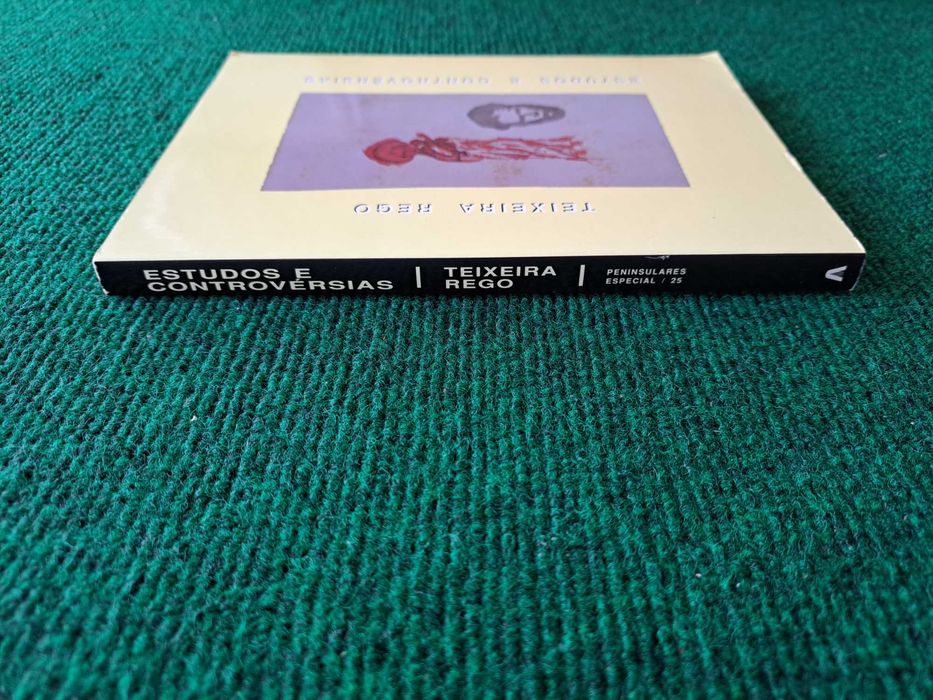 ESTUDOS E CONTROVÉRSIAS
TEIXEIRA REGO
ESTUDOS E
CONTROVÉRSIAS
TEIXEIRA
REGO
PENINSULARES
ESPECIAL / 25
V